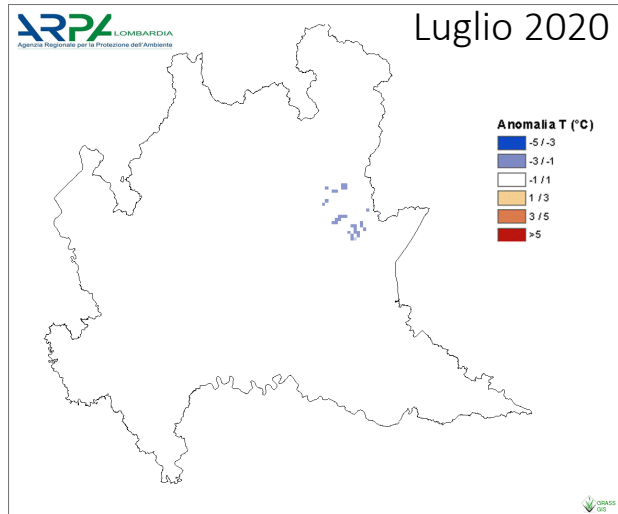 ARPA LOMBARDIA
Agenzia Regionale per la Protezione dell'Ambiente
Luglio 2020
Anomalia T (°C)
-5 / -3
-3 / -1
-1 / 1
1 / 3
3 / 5
>5
GRASS
GIS